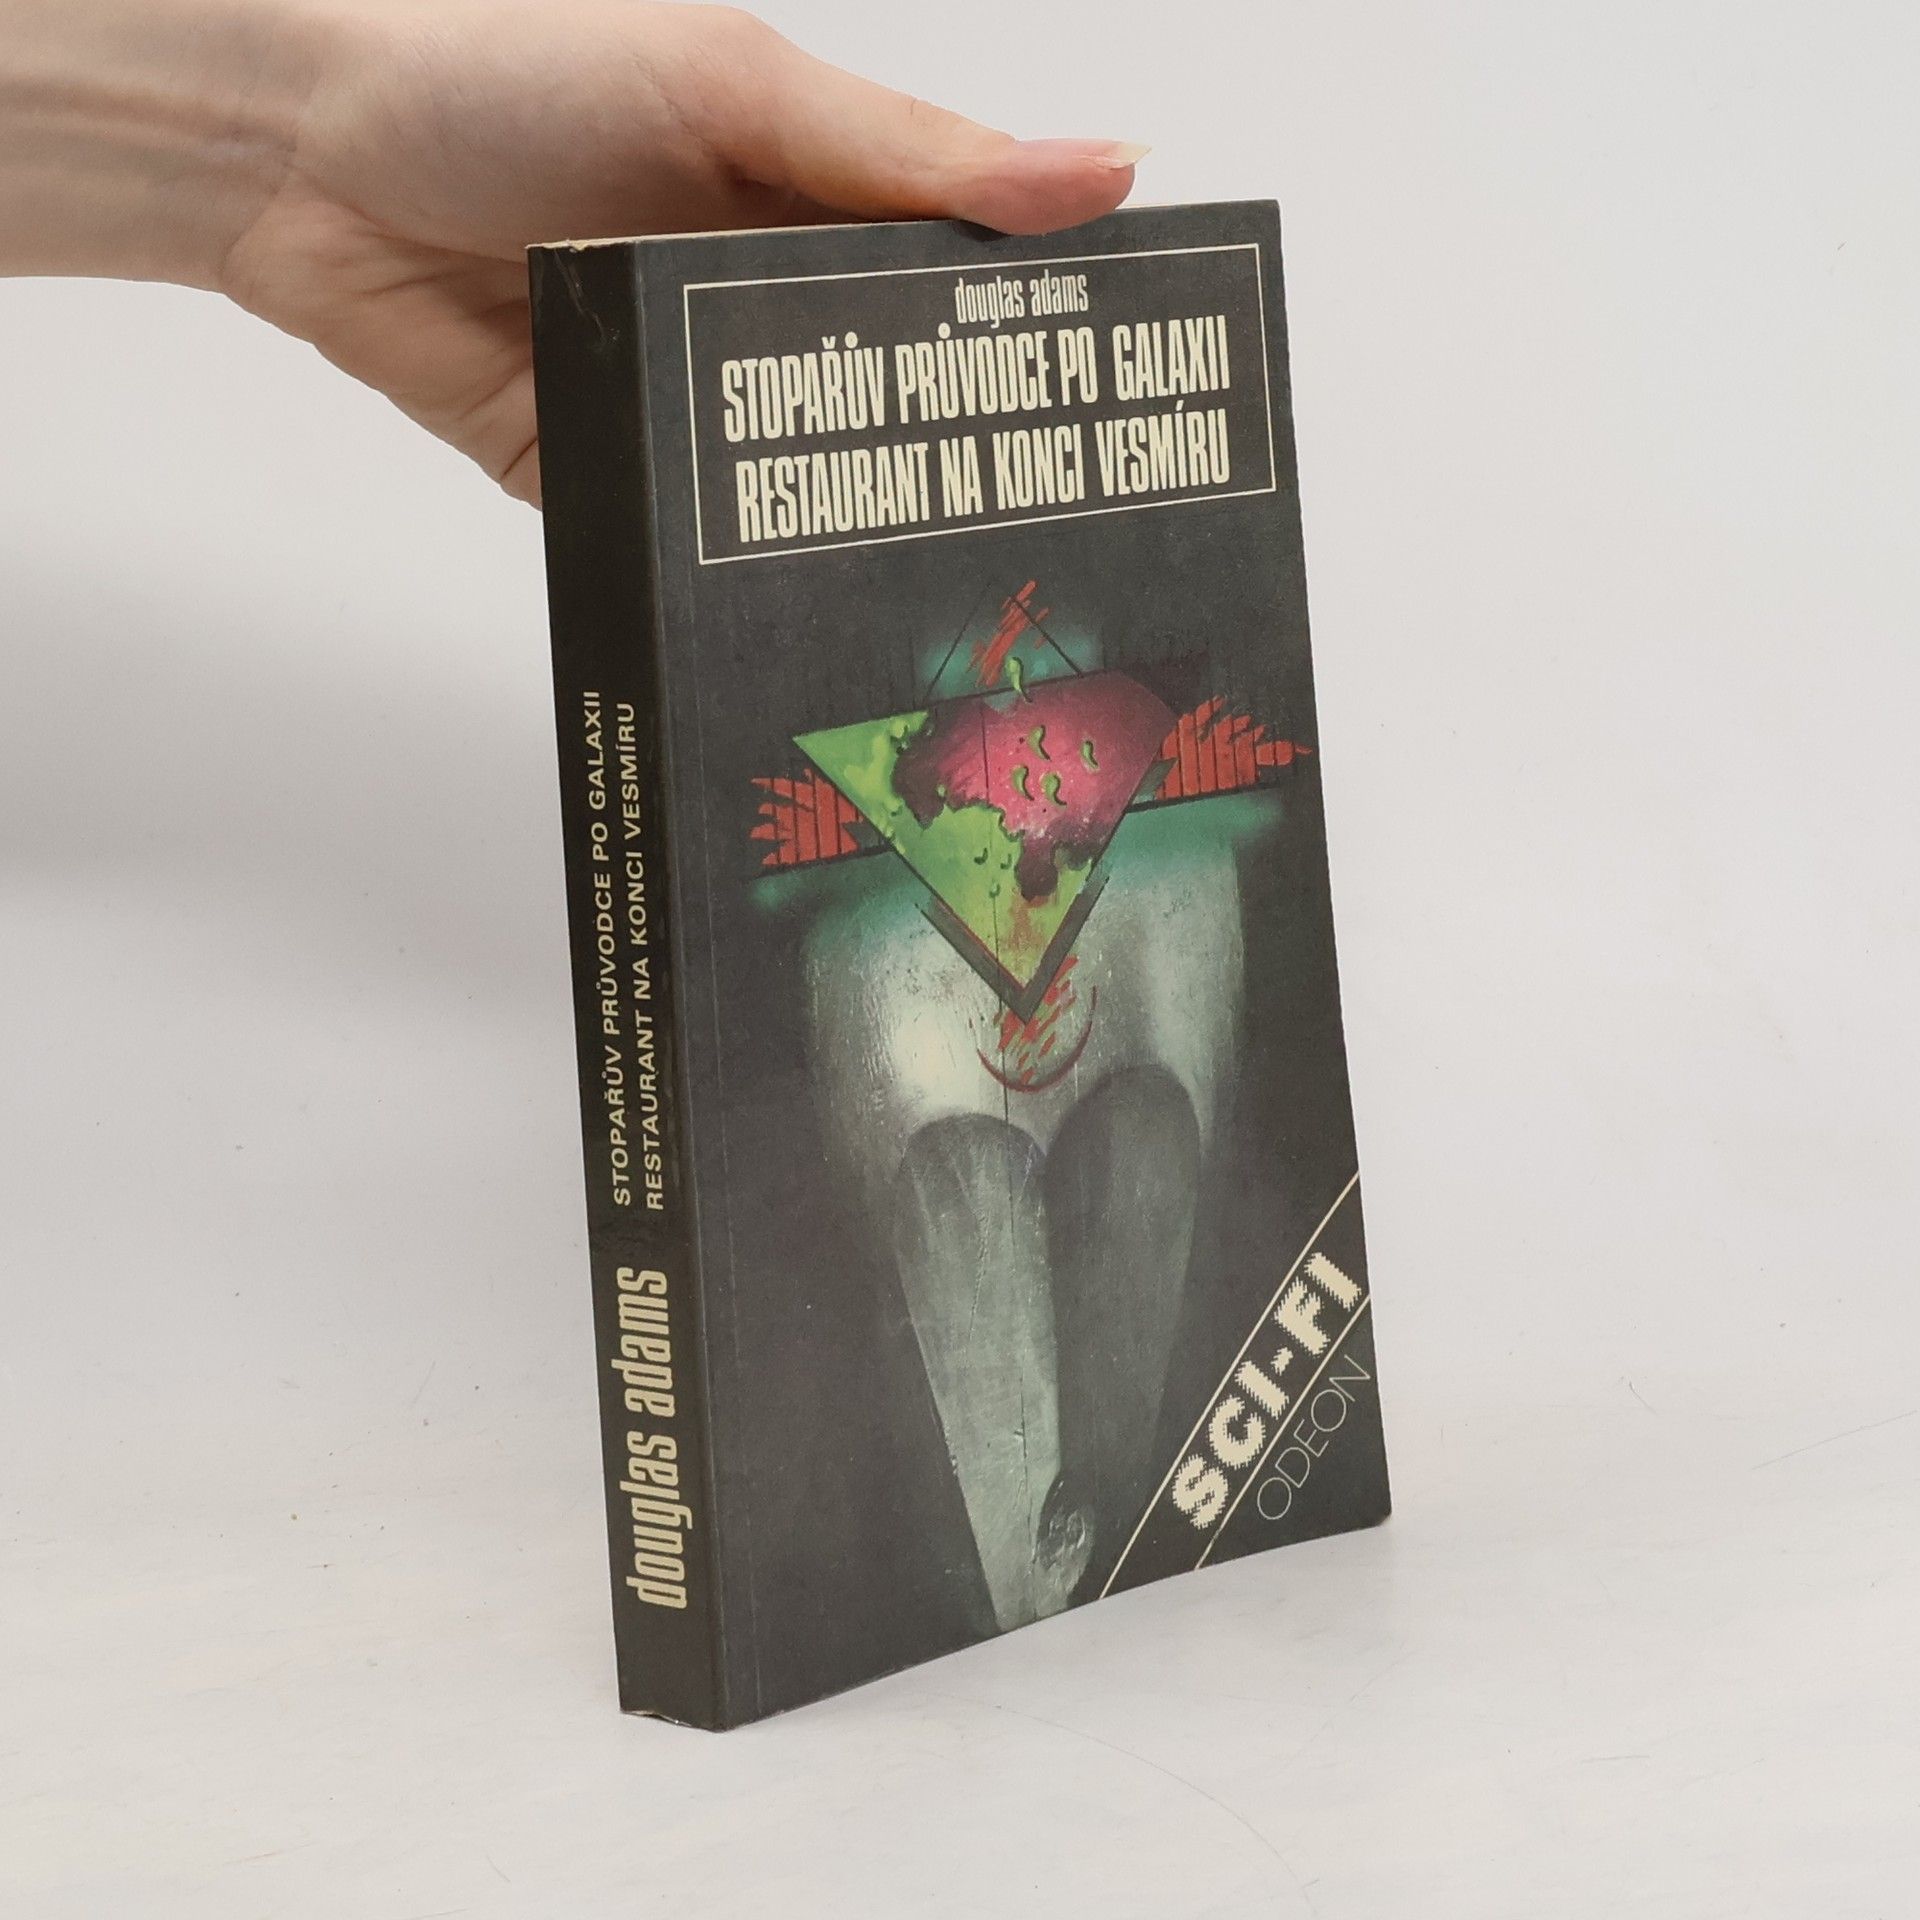 douglas adams
STOPAŘŮV PRŮVODCE PO GALAXII
RESTAURANT NA KONCI VESMÍRU
STOPAŘŮV PRŮVODCE PO GALAXII
RESTAURANT NA KONCI VESMÍRU
douglas adams
SCI-FI
ODEON